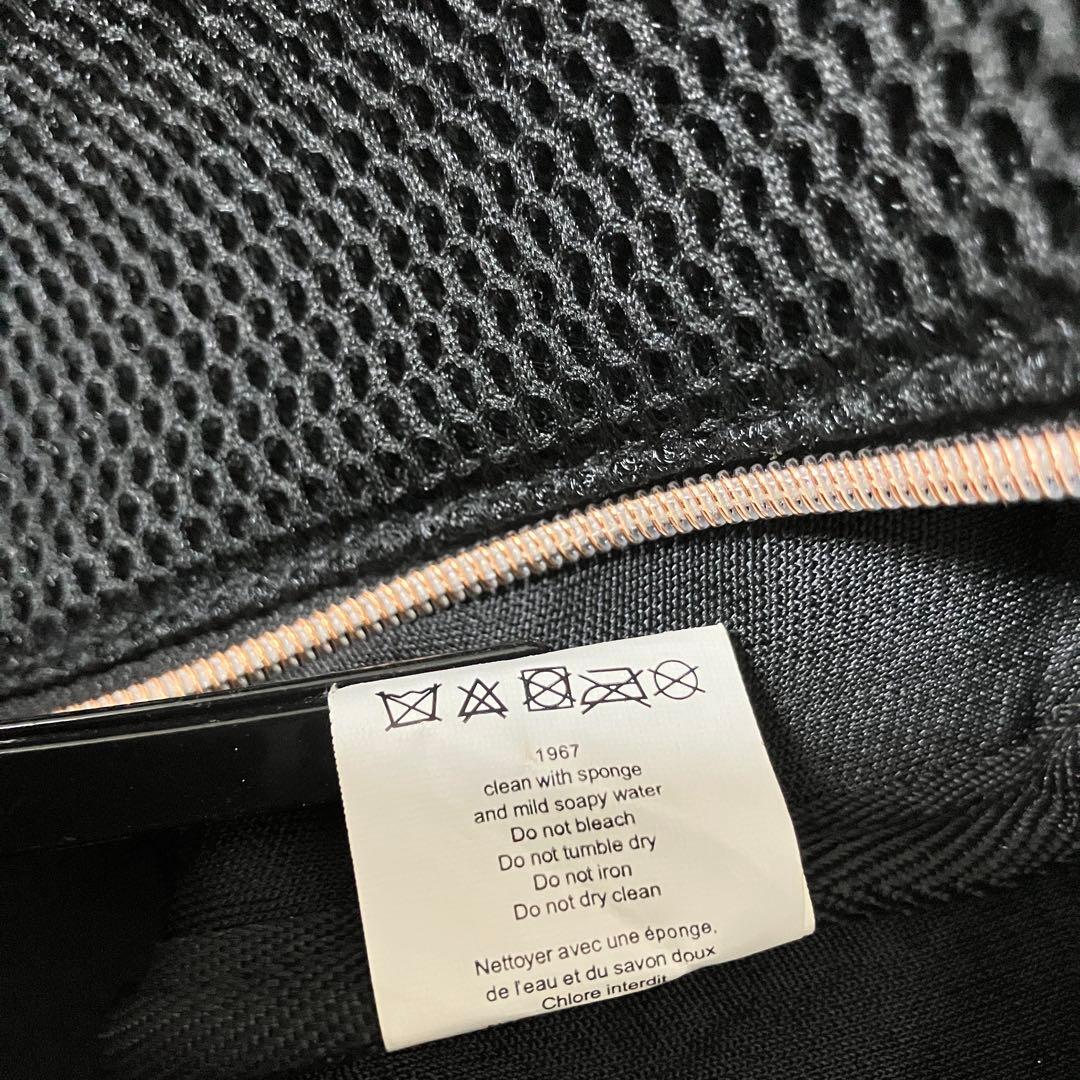 1967
clean with sponge
and mild soapy water
Do not bleach
Do not tumble dry
Do not iron
Do not dry clean
Nettoyer avec une éponge,
de l'eau et du savon doux
Chlore interdit